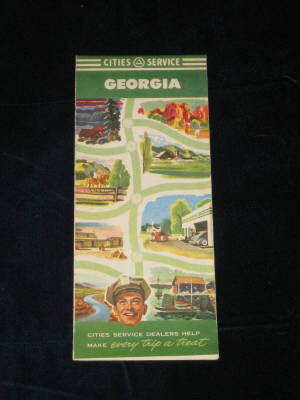 CITIES SERVICE
GEORGIA
CITIES SERVICE DEALERS HELP
MAKE every trip a treat